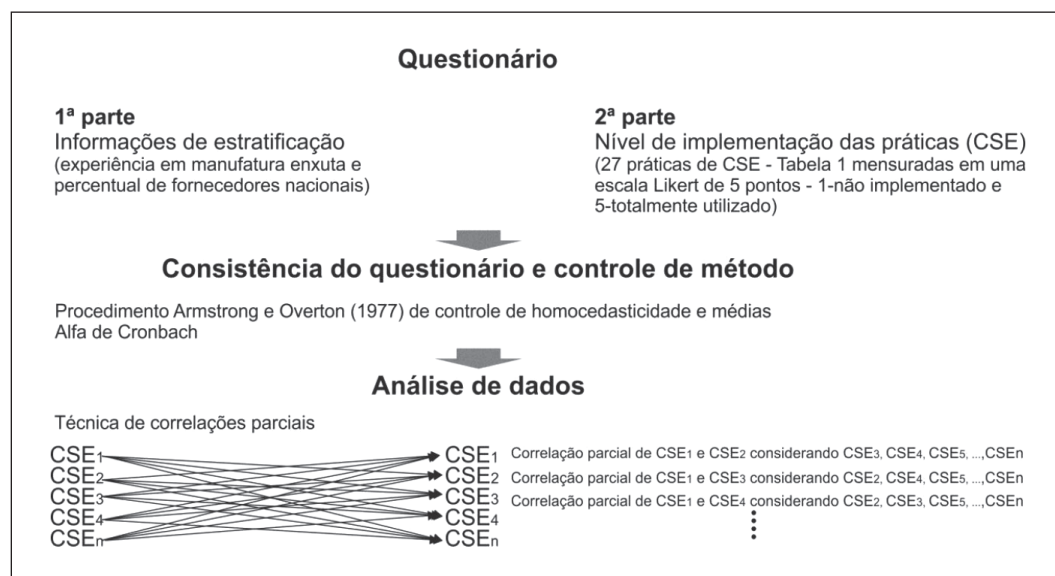 Questionário
1ª parte
Informações de estratificação
(experiência em manufatura enxuta e
percentual de fornecedores nacionais)
2ª parte
Nível de implementação das práticas (CSE)
(27 práticas de CSE - Tabela 1 mensuradas em uma
escala Likert de 5 pontos - 1-não implementado e
5-totalmente utilizado)
Consistência do questionário e controle de método
Procedimento Armstrong e Overton (1977) de controle de homocedasticidade e médias
Alfa de Cronbach
Análise de dados
Técnica de correlações parciais
CSE1
CSE2
CSE3
CSE4
CSEn
CSE1 Correlação parcial de CSE1 e CSE2 considerando CSE3, CSE4, CSE5, ...,CSEn
CSE2 Correlação parcial de CSE1 e CSE3 considerando CSE2, CSE4, CSE5, ...,CSEn
CSE3 Correlação parcial de CSE1 e CSE4 considerando CSE2, CSE3, CSE5, ...,CSEn
CSE4
CSEn